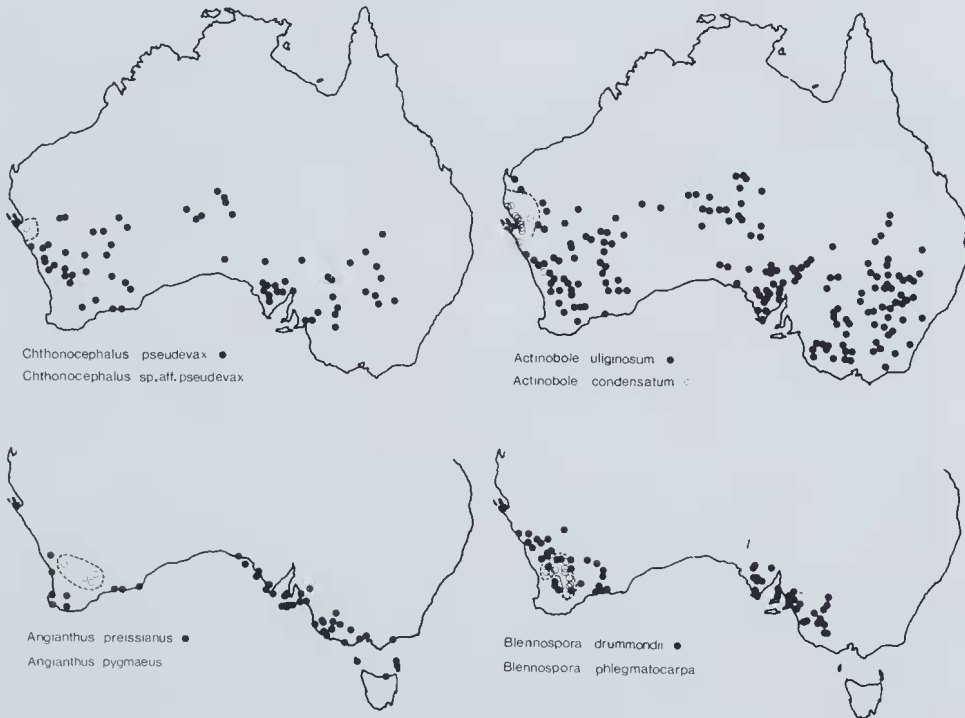 Chthonocephalus pseudevax ●
Chthonocephalus sp. aff. pseudevax
Actinobole uliginosum ●
Actinobole condensatum
Angianthus preissianus ●
Angianthus pygmaeus
Blennospora drummondii ●
Blennospora phlegmatocarpa